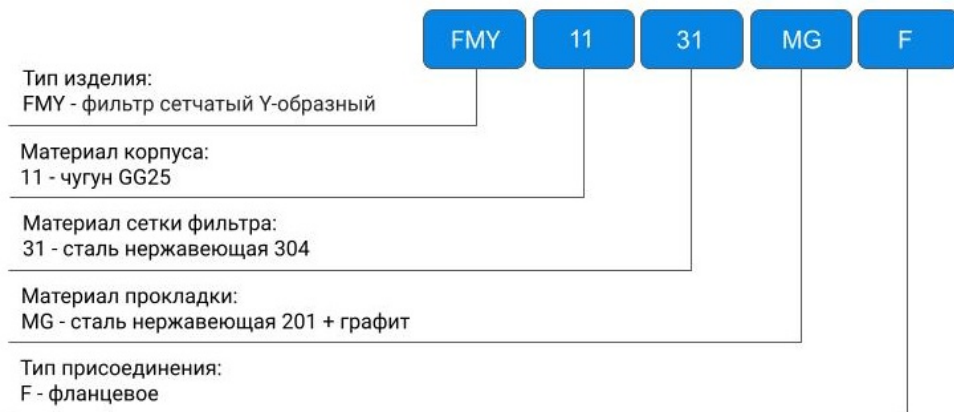 FMY 11 31 MG F
Тип изделия:
FMY - фильтр сетчатый Y-образный
Материал корпуса:
11 - чугун GG25
Материал сетки фильтра:
31 - сталь нержавеющая 304
Материал прокладки:
MG - сталь нержавеющая 201 + графит
Тип присоединения:
F - фланцевое